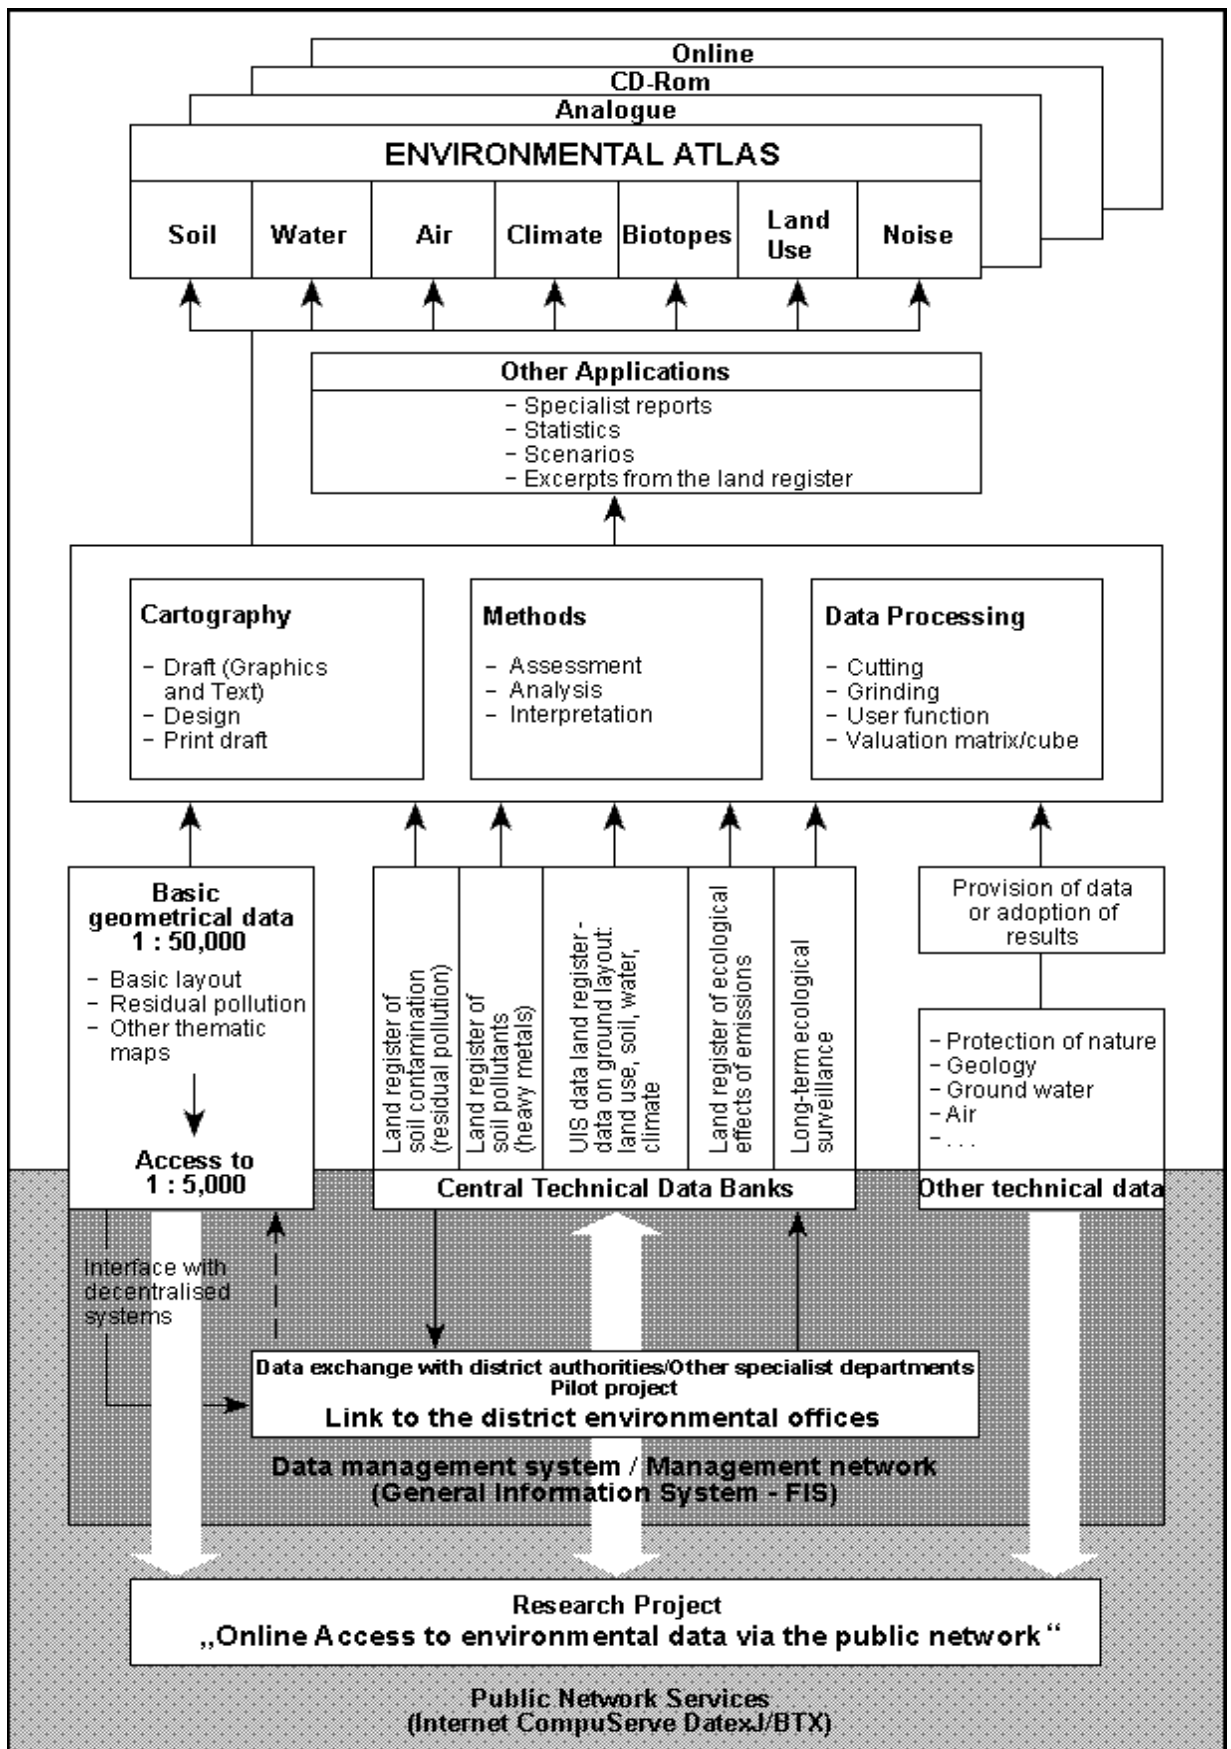 Online
CD-Rom
Analogue
ENVIRONMENTAL ATLAS
Soil
Water
Air
Climate
Biotopes
Land
Use
Noise
Other Applications
– Specialist reports
– Statistics
– Scenarios
– Excerpts from the land register
Cartography
– Draft (Graphics
and Text)
– Design
– Print draft
Methods
– Assessment
– Analysis
– Interpretation
Data Processing
– Cutting
– Grinding
– User function
– Valuation matrix/cube
Basic
geometrical data
1 : 50,000
– Basic layout
– Residual pollution
– Other thematic
maps
Access to
1 : 5,000
Land register of
soil contamination
(residual pollution)
Land register of
soil pollutants
(heavy metals)
UIS data land register -
data on ground layout:
land use, soil, water,
climate
Land register of ecological
effects of emissions
Long-term ecological
surveillance
Central Technical Data Banks
Provision of data
or adoption of
results
– Protection of nature
– Geology
– Ground water
– Air
– . . .
Other technical data
Interface with
decentralised
systems
Data exchange with district authorities/Other specialist departments
Pilot project
Link to the district environmental offices
Data management system / Management network
(General Information System - FIS)
Research Project
„Online Access to environmental data via the public network“
Public Network Services
(Internet CompuServe DatexJ/BTX)